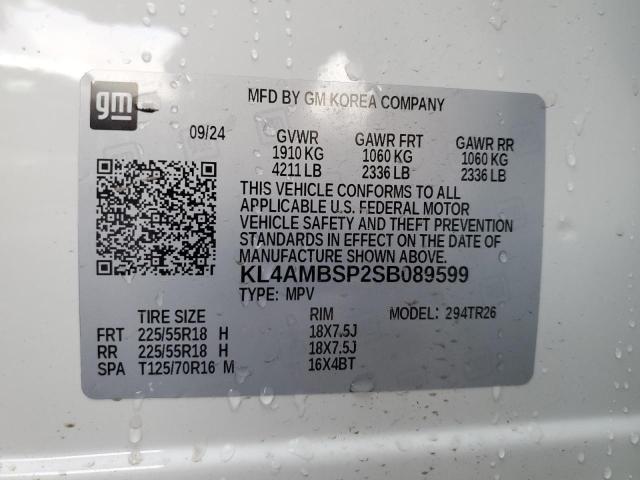 gm
MFD BY GM KOREA COMPANY
09/24 GVWR GAWR FRT GAWR RR
1910 KG 1060 KG 1060 KG
4211 LB 2336 LB 2336 LB
THIS VEHICLE CONFORMS TO ALL
APPLICABLE U.S. FEDERAL MOTOR
VEHICLE SAFETY AND THEFT PREVENTION
STANDARDS IN EFFECT ON THE DATE OF
MANUFACTURE SHOWN ABOVE.
KL4AMBSP2SB089599
TYPE: MPV
TIRE SIZE RIM MODEL: 294TR26
FRT 225/55R18 H 18X7.5J
RR 225/55R18 H 18X7.5J
SPA T125/70R16 M 16X4BT